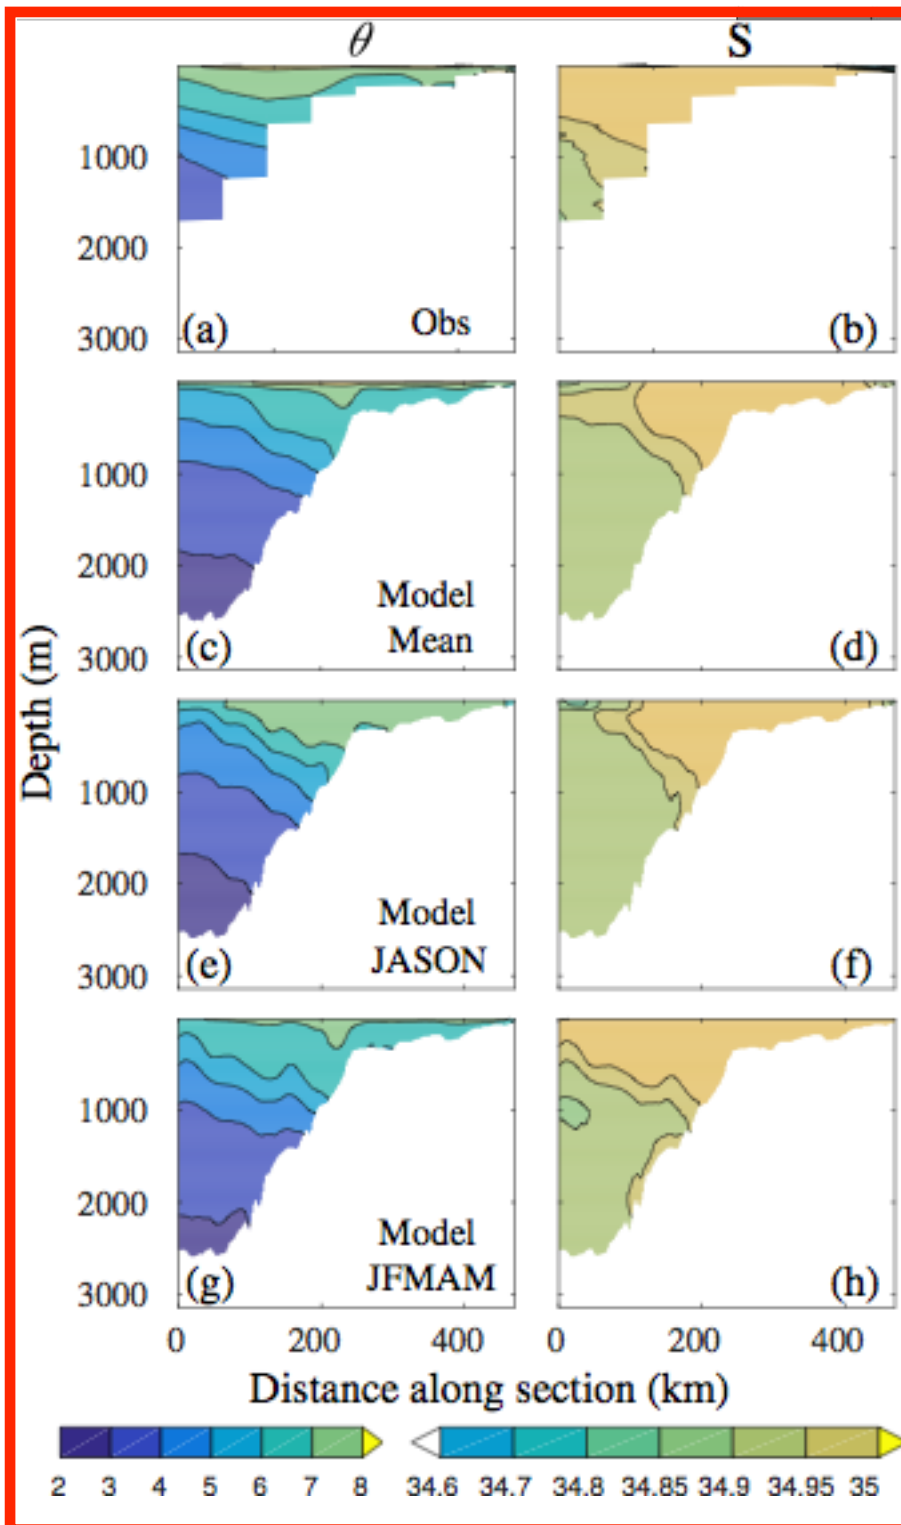 θ S
1000
2000
3000
(a) Obs (b)
1000
2000
3000
Model
Mean
(c) (d)
1000
2000
3000
Model
JASON
(e) (f)
1000
2000
3000
Model
JFMAM
(g) (h)
Depth (m)
0 200 400 0 200 400
Distance along section (km)
2 3 4 5 6 7 8 34.6 34.7 34.8 34.85 34.9 34.95 35